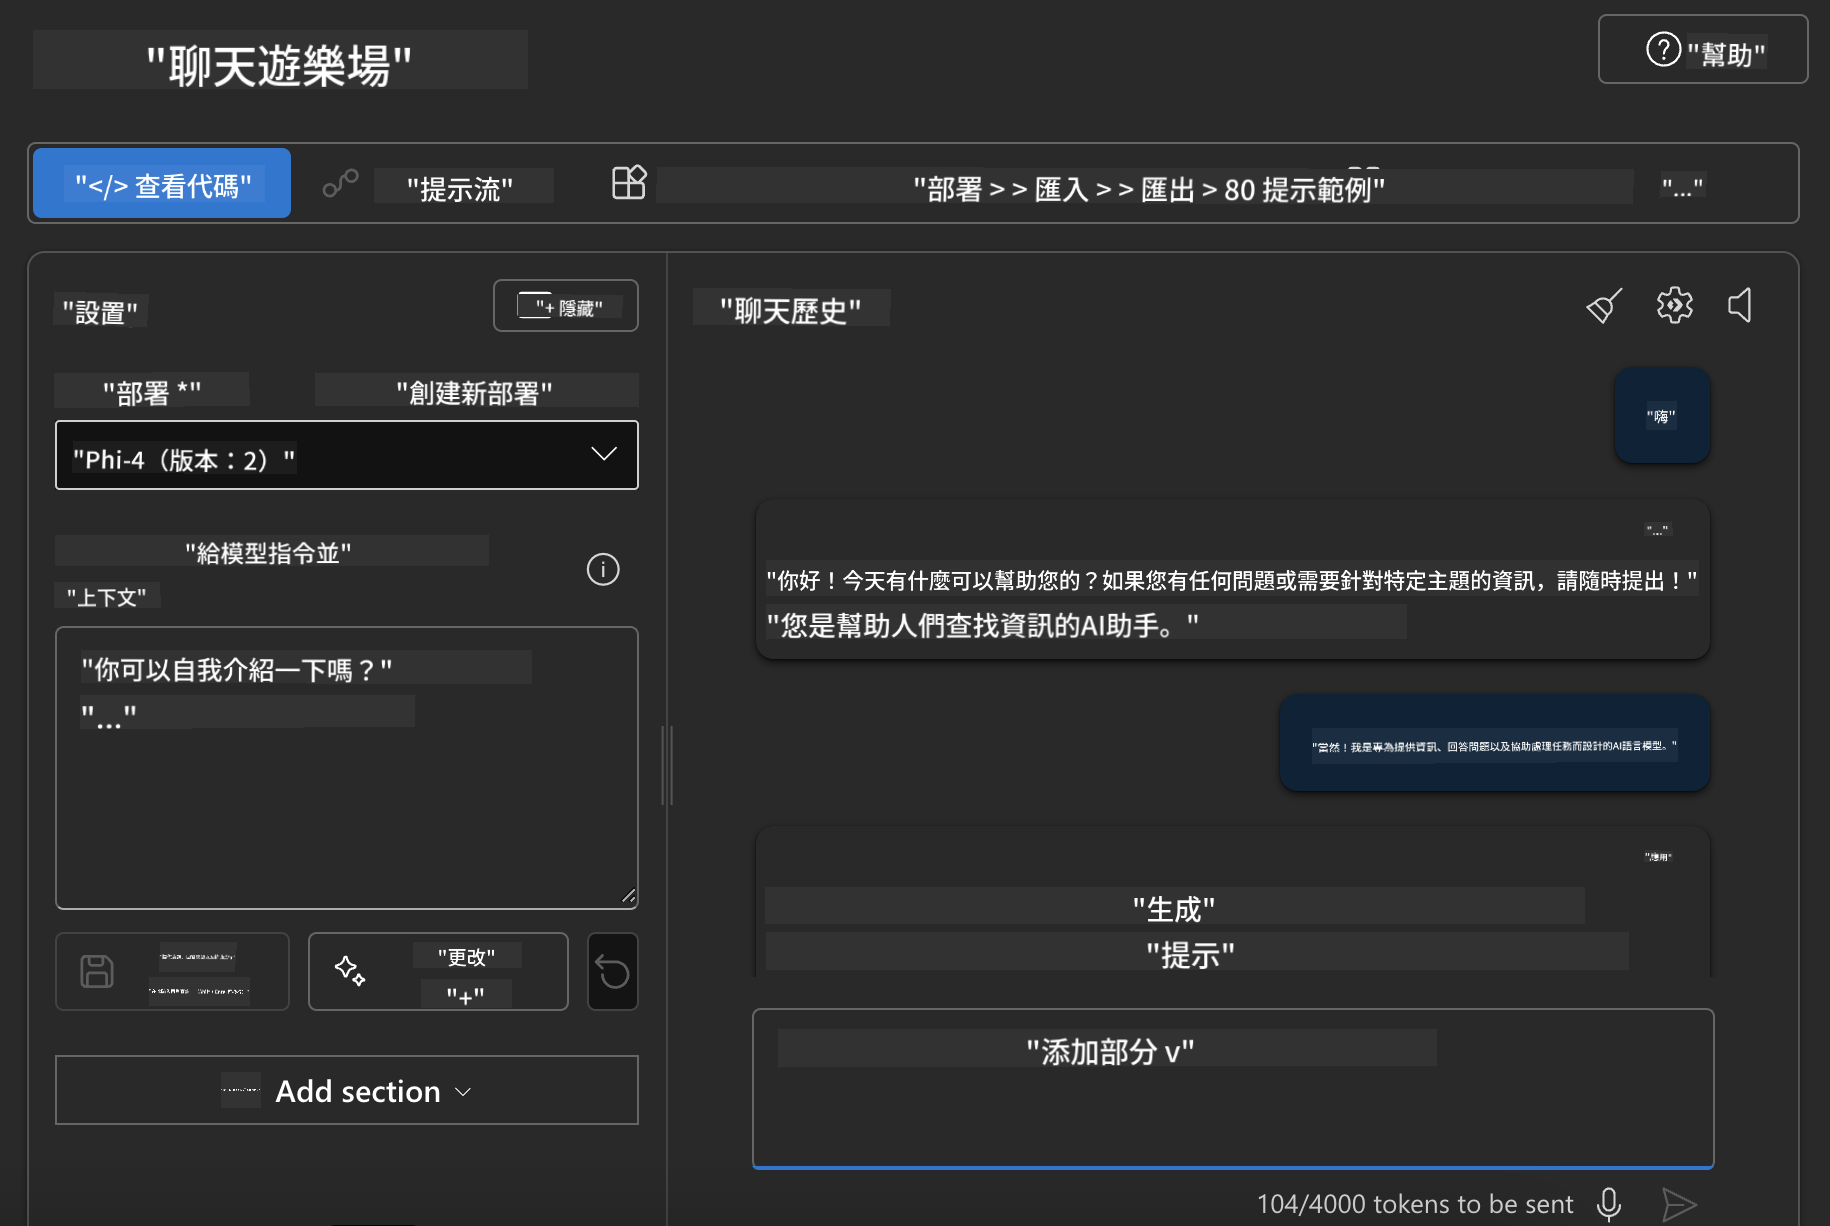 "聊天遊樂場"
"幫助"
"</> 查看代碼"
"提示流"
"部署 > > 匯入 > > 匯出 > 80 提示範例"
"..."
"設置"
"+ 隱藏"
"部署 *"
"創建新部署"
"Phi-4（版本：2）"
"給模型指令並"
"上下文"
"你可以自我介紹一下嗎？"
"..."
"更改"
"+"
Add section
"聊天歷史"
"嗨"
"..."
"你好！今天有什麼可以幫助您的？如果您有任何問題或需要針對特定主題的資訊，請隨時提出！"
"您是幫助人們查找資訊的AI助手。"
"當然！我是專為提供資訊、回答問題以及協助處理任務而設計的AI語言模型。"
"應用"
"生成"
"提示"
"添加部分 v"
104/4000 tokens to be sent